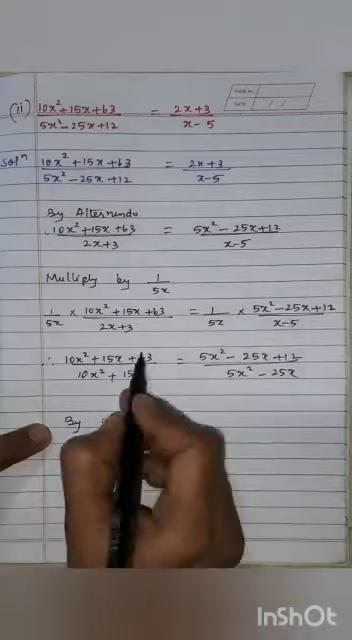 PAGE NO.
DATE / /
(ii) 10x²+15x+63 / 5x²-25x+12 = 2x+3 / x-5
Solⁿ 10x²+15x+63 / 5x²-25x+12 = 2x+3 / x-5
By Alternendo
∴ 10x²+15x+63 / 2x+3 = 5x²-25x+12 / x-5
Multiply by 1 / 5x
1 / 5x × 10x²+15x+63 / 2x+3 = 1 / 5x × 5x²-25x+12 / x-5
∴ 10x²+15x+63 / 10x²+15 = 5x²-25x+12 / 5x²-25x
By
InShOt